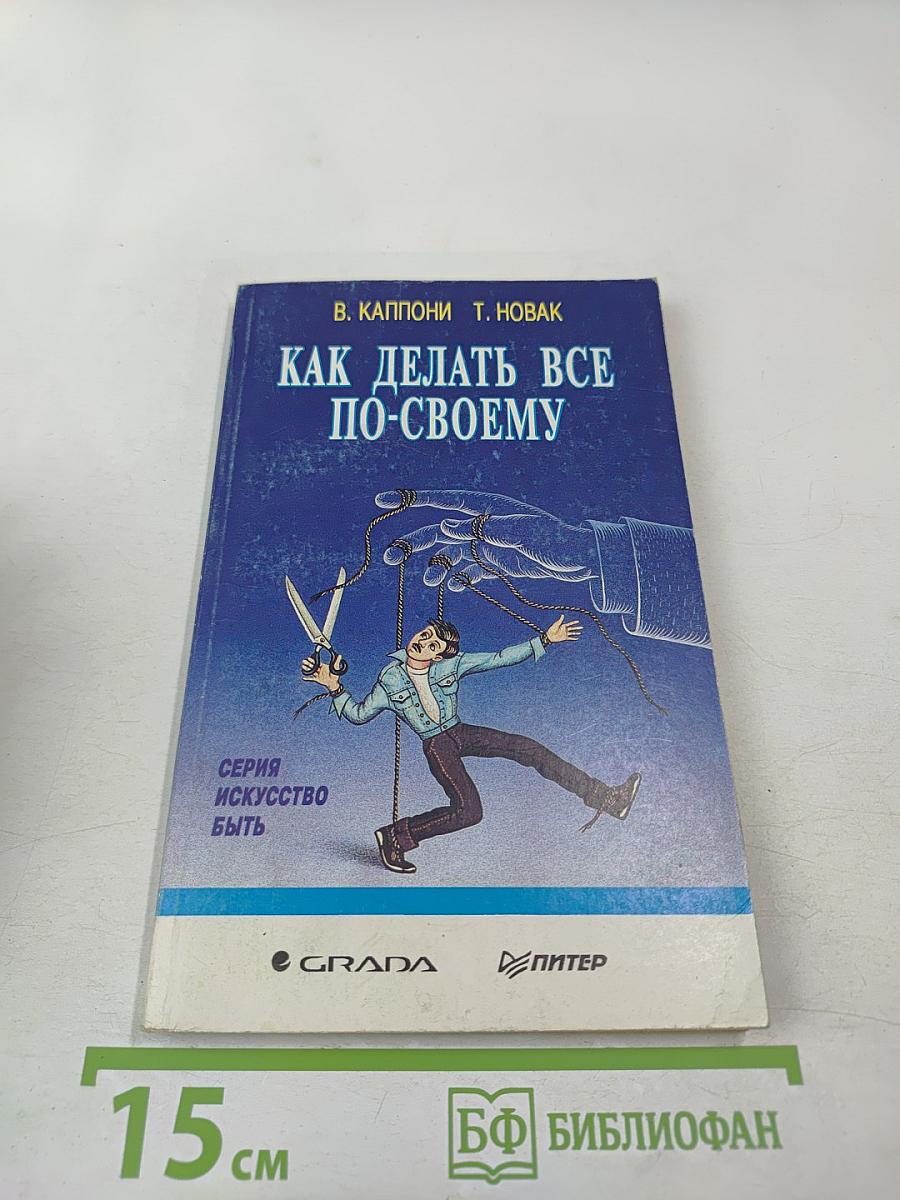 В. КАППОНИ Т. НОВАК
КАК ДЕЛАТЬ ВСЕ
ПО-СВОЕМУ
СЕРИЯ
ИСКУССТВО
БЫТЬ
GRADA ПИТЕР
15 см
БФ БИБЛИОФАН